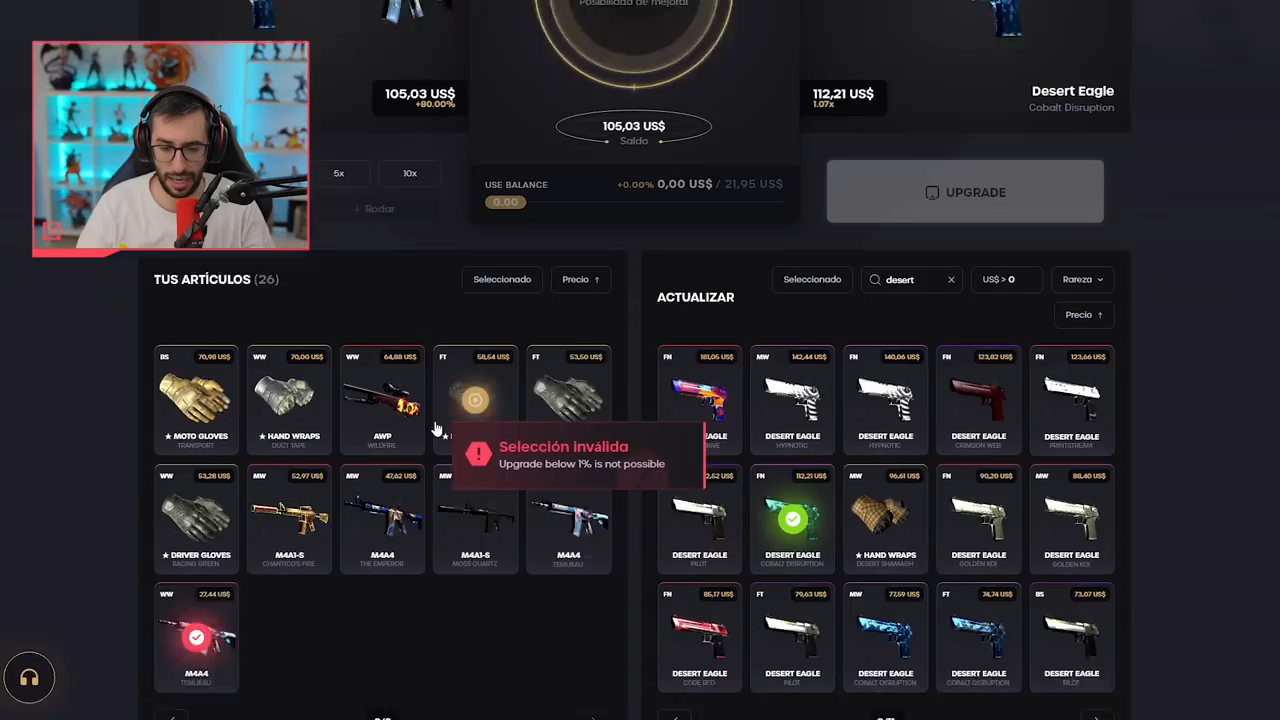 Posibilidad de mejorar
105,03 US$
+80.00%
112,21 US$
1.07x
Desert Eagle
Cobalt Disruption
105,03 US$
Saldo
5x
10x
Rodar
USE BALANCE
+0.00% 0,00 US$ / 21,95 US$
0.00
UPGRADE
TUS ARTÍCULOS (26)
Seleccionado
Precio ↑
ACTUALIZAR
Seleccionado
desert
US$ > 0
Rareza
Precio ↑
BS 70,98 US$
★ MOTO GLOVES
TRANSPORT
WW 70,00 US$
★ HAND WRAPS
DUCT TAPE
WW 64,88 US$
AWP
WILDFIRE
FT 58,54 US$
FT 53,50 US$
WW 53,28 US$
★ DRIVER GLOVES
RACING GREEN
MW 52,97 US$
M4A1-S
CHANTICO'S FIRE
MW 47,62 US$
M4A4
THE EMPEROR
M4A1-S
MOSS QUARTZ
M4A4
TEMUKAU
WW 27,44 US$
M4A4
TEMUKAU
Selección inválida
Upgrade below 1% is not possible
FN 181,05 US$
MW 142,44 US$
DESERT EAGLE
HYPNOTIC
FN 140,06 US$
DESERT EAGLE
HYPNOTIC
FN 123,82 US$
DESERT EAGLE
CRIMSON WEB
FN 123,66 US$
DESERT EAGLE
PRINTSTREAM
DESERT EAGLE
PILOT
FN 112,21 US$
DESERT EAGLE
COBALT DISRUPTION
MW 96,61 US$
★ HAND WRAPS
DESERT SHAMAGH
FN 90,20 US$
DESERT EAGLE
GOLDEN KOI
MW 88,40 US$
DESERT EAGLE
GOLDEN KOI
FN 85,17 US$
DESERT EAGLE
CODE RED
FT 79,63 US$
DESERT EAGLE
PILOT
MW 77,59 US$
DESERT EAGLE
COBALT DISRUPTION
FT 74,74 US$
DESERT EAGLE
COBALT DISRUPTION
BS 73,07 US$
DESERT EAGLE
PILOT